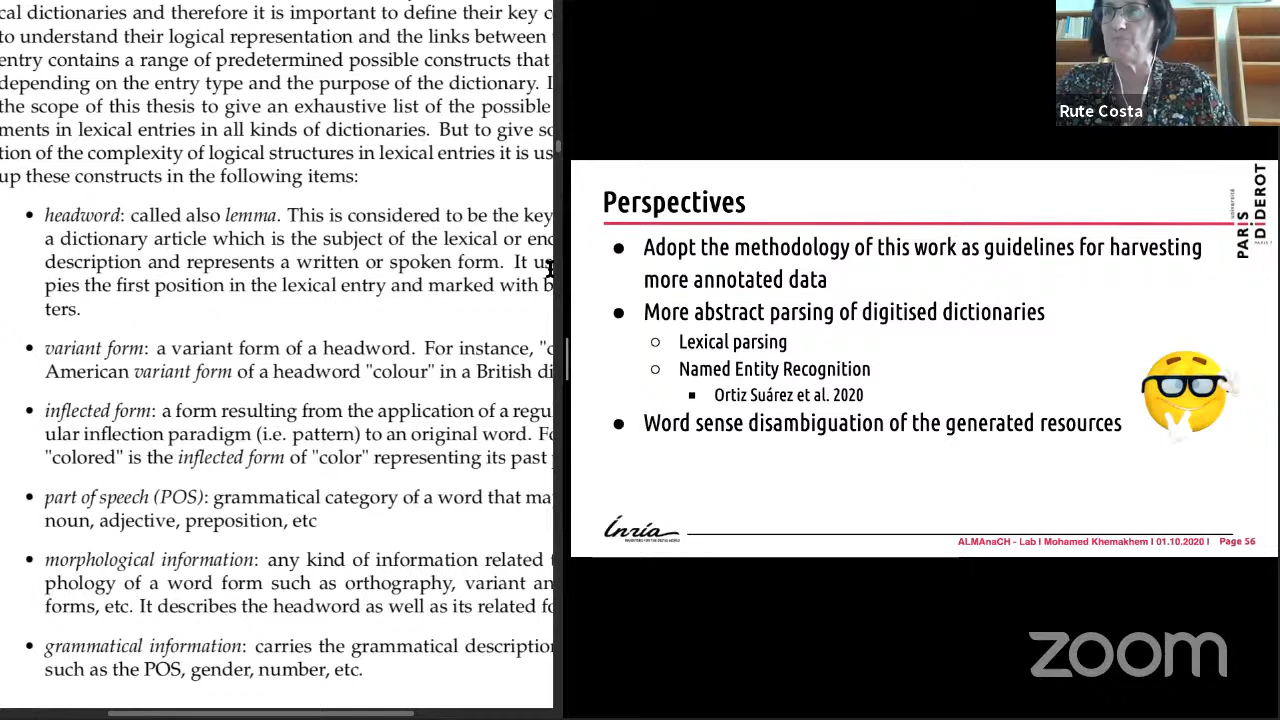 cal dictionaries and therefore it is important to define their key c
to understand their logical representation and the links between
entry contains a range of predetermined possible constructs that
depending on the entry type and the purpose of the dictionary. I
the scope of this thesis to give an exhaustive list of the possible
ments in lexical entries in all kinds of dictionaries. But to give so
tion of the complexity of logical structures in lexical entries it is us
up these constructs in the following items:
• headword: called also lemma. This is considered to be the key
a dictionary article which is the subject of the lexical or enc
description and represents a written or spoken form. It us
pies the first position in the lexical entry and marked with b
ters.
• variant form: a variant form of a headword. For instance, "c
American variant form of a headword "colour" in a British di
• inflected form: a form resulting from the application of a regu
ular inflection paradigm (i.e. pattern) to an original word. Fo
"colored" is the inflected form of "color" representing its past
• part of speech (POS): grammatical category of a word that ma
noun, adjective, preposition, etc
• morphological information: any kind of information related t
phology of a word form such as orthography, variant an
forms, etc. It describes the headword as well as its related fo
• grammatical information: carries the grammatical description
such as the POS, gender, number, etc.
Rute Costa
Perspectives
université
PARIS
DIDEROT
● Adopt the methodology of this work as guidelines for harvesting
more annotated data
● More abstract parsing of digitised dictionaries
○ Lexical parsing
○ Named Entity Recognition
■ Ortiz Suárez et al. 2020
● Word sense disambiguation of the generated resources
Inria
ALMAnaCH - Lab I Mohamed Khemakhem I 01.10.2020 I Page 56
zoom